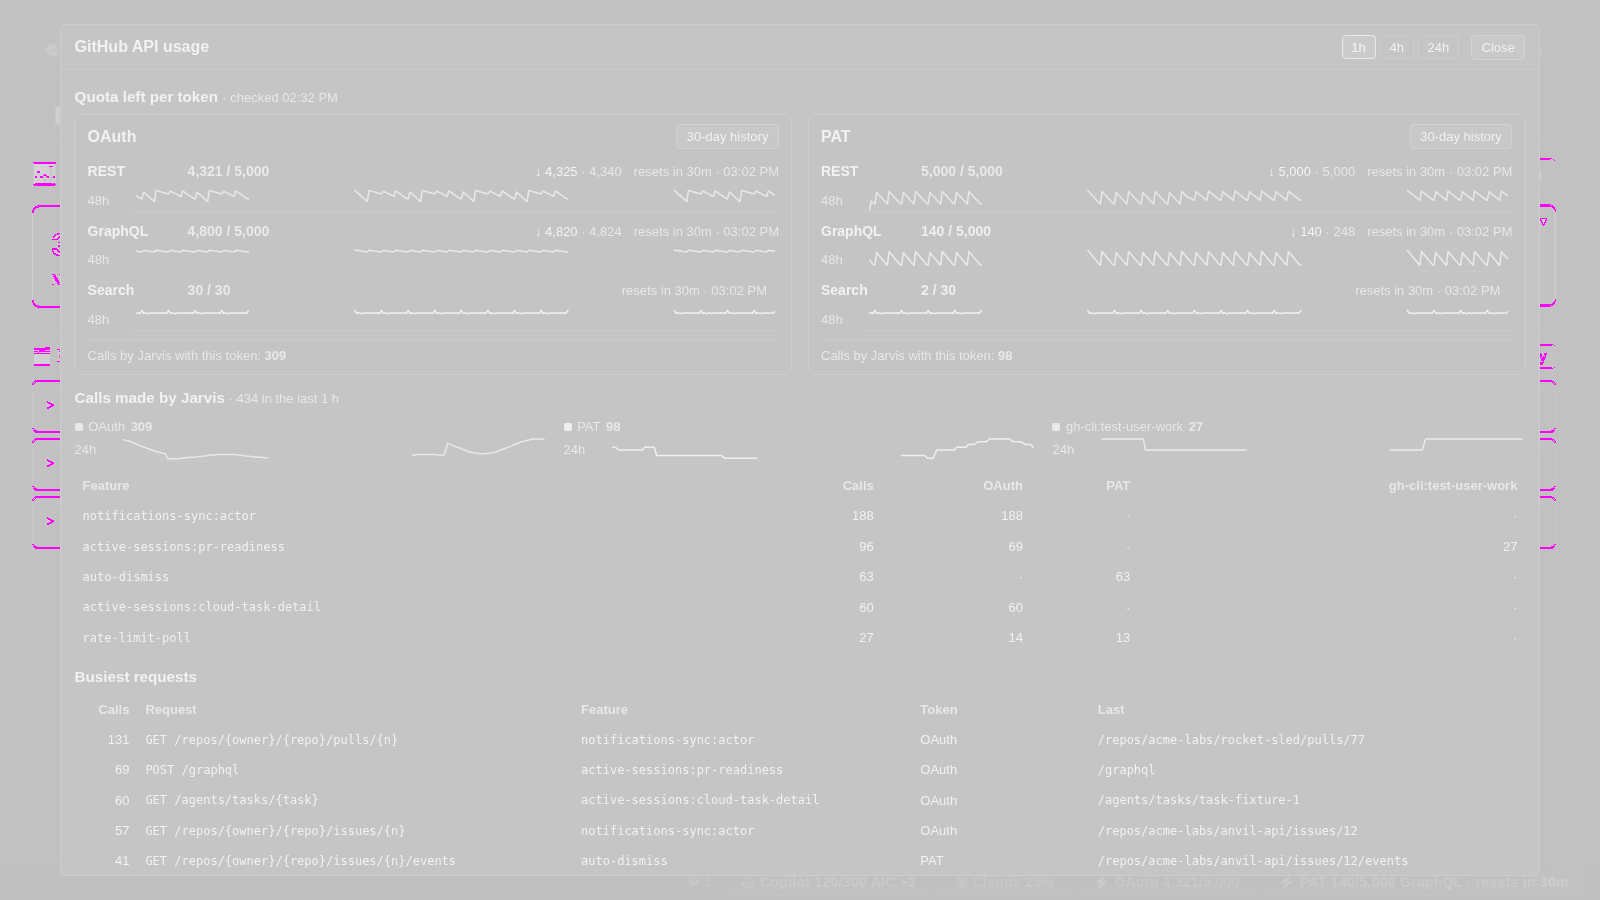 GitHub API usage
1h 4h 24h Close
Quota left per token · checked 02:32 PM
OAuth 30-day history
REST 4,321 / 5,000 ↓ 4,325 · 4,340 resets in 30m · 03:02 PM
48h
GraphQL 4,800 / 5,000 ↓ 4,820 · 4,824 resets in 30m · 03:02 PM
48h
Search 30 / 30 resets in 30m · 03:02 PM
48h
Calls by Jarvis with this token: 309
PAT 30-day history
REST 5,000 / 5,000 ↓ 5,000 · 5,000 resets in 30m · 03:02 PM
48h
GraphQL 140 / 5,000 ↓ 140 · 248 resets in 30m · 03:02 PM
48h
Search 2 / 30 resets in 30m · 03:02 PM
48h
Calls by Jarvis with this token: 98
Calls made by Jarvis · 434 in the last 1 h
OAuth 309 PAT 98 gh-cli:test-user-work 27
24h 24h 24h
Feature Calls OAuth PAT gh-cli:test-user-work
notifications-sync:actor 188 188 · ·
active-sessions:pr-readiness 96 69 · 27
auto-dismiss 63 · 63 ·
active-sessions:cloud-task-detail 60 60 · ·
rate-limit-poll 27 14 13 ·
Busiest requests
Calls Request Feature Token Last
131 GET /repos/{owner}/{repo}/pulls/{n} notifications-sync:actor OAuth /repos/acme-labs/rocket-sled/pulls/77
69 POST /graphql active-sessions:pr-readiness OAuth /graphql
60 GET /agents/tasks/{task} active-sessions:cloud-task-detail OAuth /agents/tasks/task-fixture-1
57 GET /repos/{owner}/{repo}/issues/{n} notifications-sync:actor OAuth /repos/acme-labs/anvil-api/issues/12
41 GET /repos/{owner}/{repo}/issues/{n}/events auto-dismiss PAT /repos/acme-labs/anvil-api/issues/12/events
Copilot 120/300 AIC +2 Claude 25% OAuth 4,321/5,000 PAT 140/5,000 GraphQL · resets in 30m